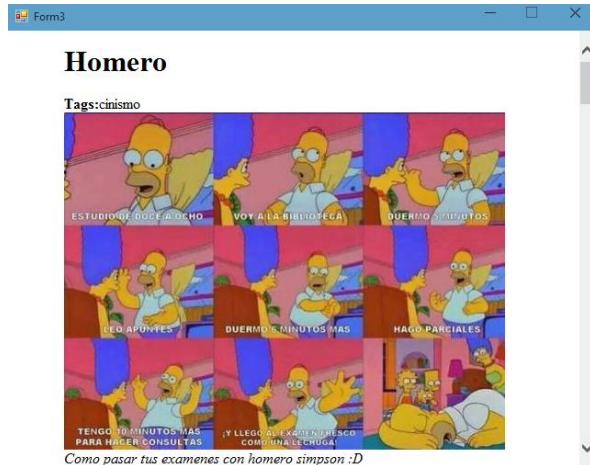 Form3
Homero
Tags:cinismo
ESTUDIO DE DOCE A OCHO
VOY A LA BIBLIOTECA
DUERMO 5 MINUTOS
LEO APUNTES
DUERMO 5 MINUTOS MAS
HAGO PARCIALES
TENGO 10 MINUTOS MAS
PARA HACER CONSULTAS
¡Y LLEGO AL EXAMEN FRESCO
COMO UNA LECHUGA!
Como pasar tus examenes con homero simpson :D